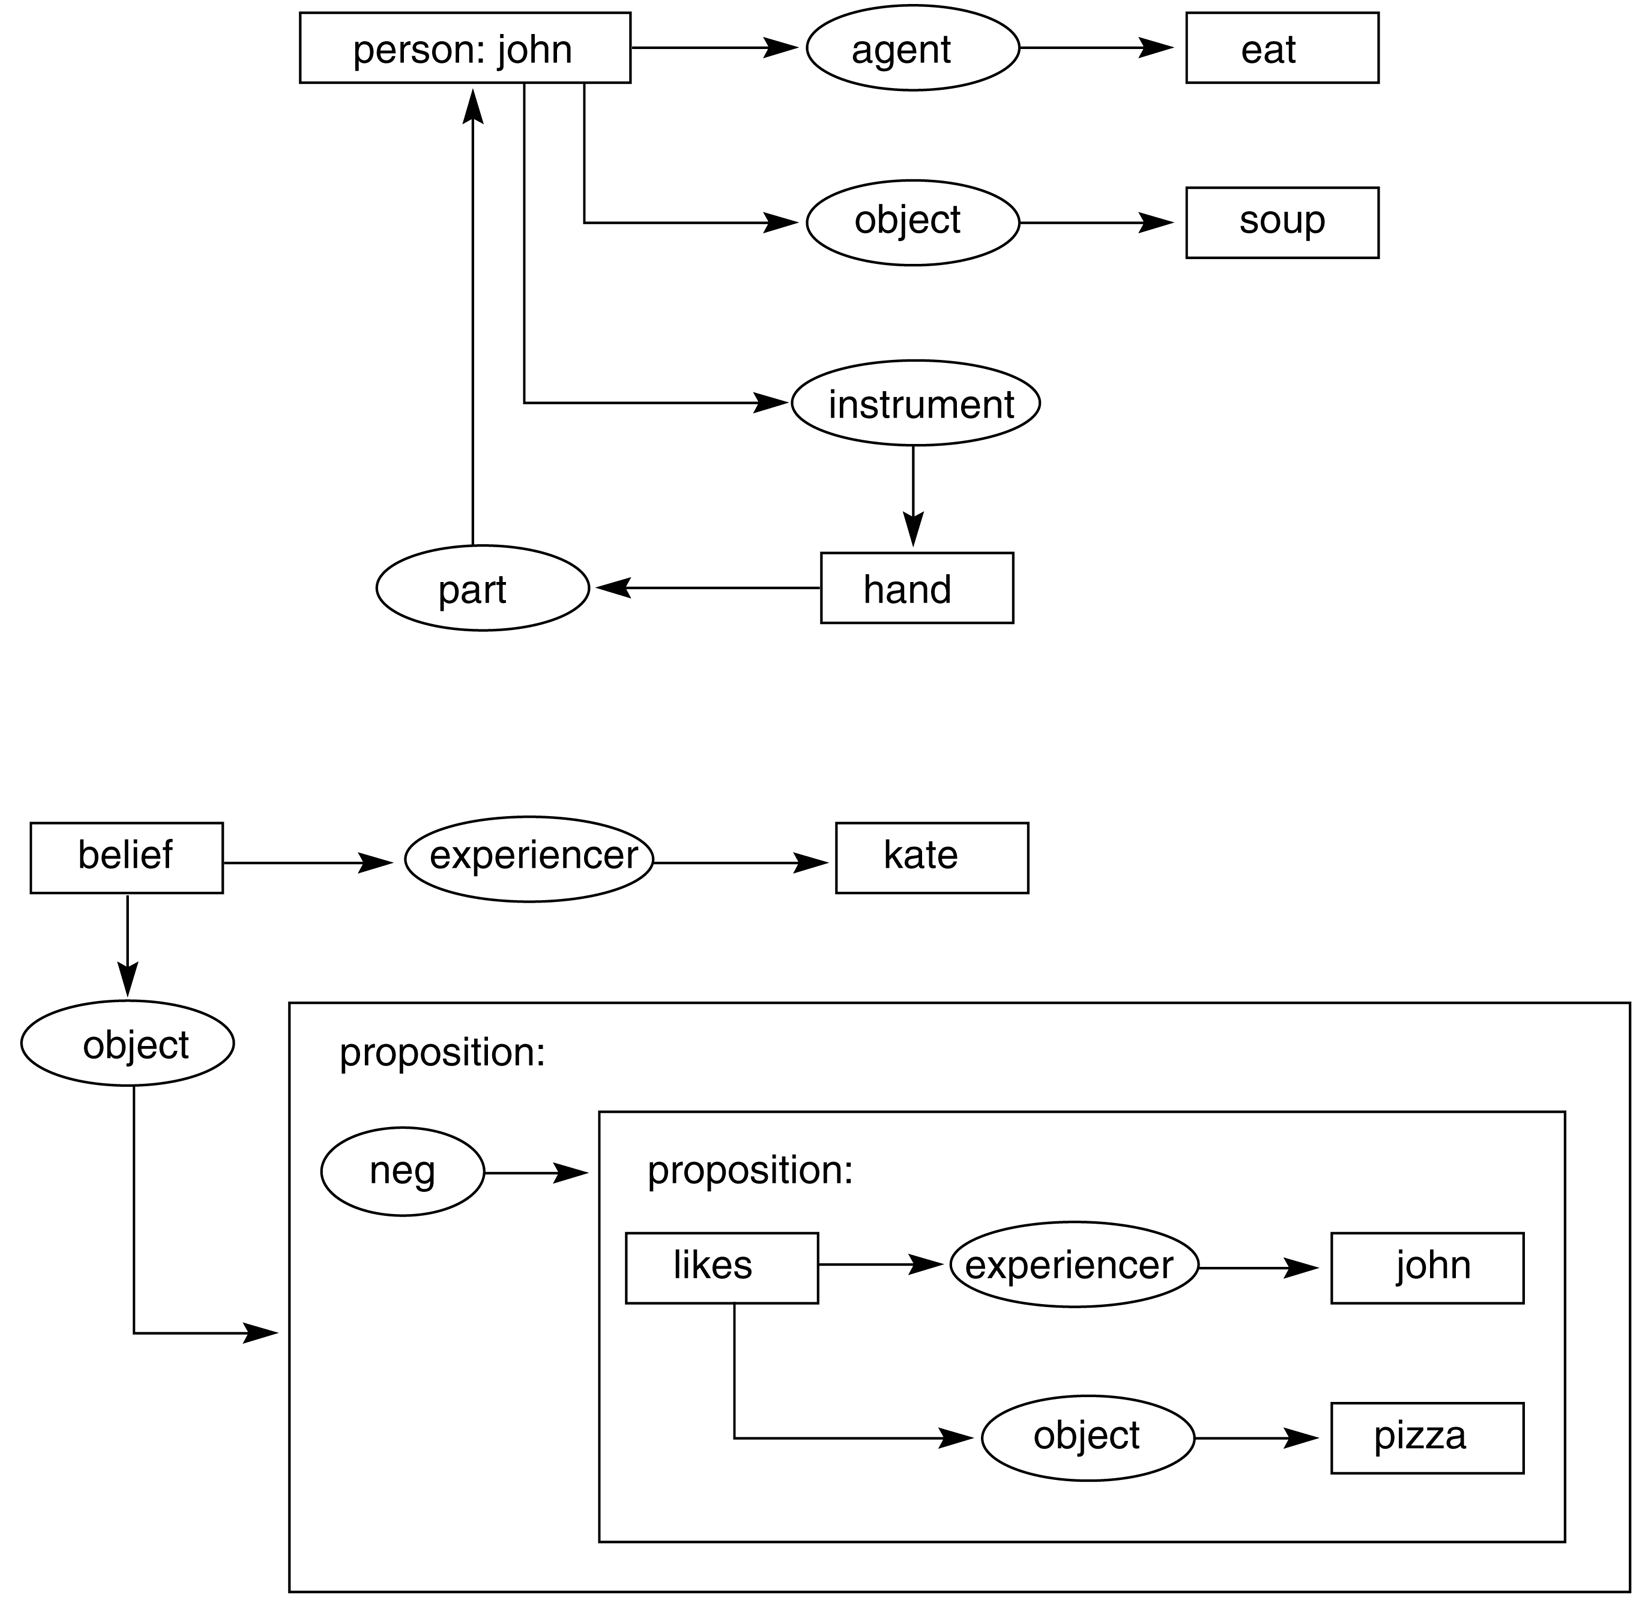 person: john
agent
eat
object
soup
instrument
part
hand
belief
experiencer
kate
object
proposition:
neg
proposition:
likes
experiencer
john
object
pizza